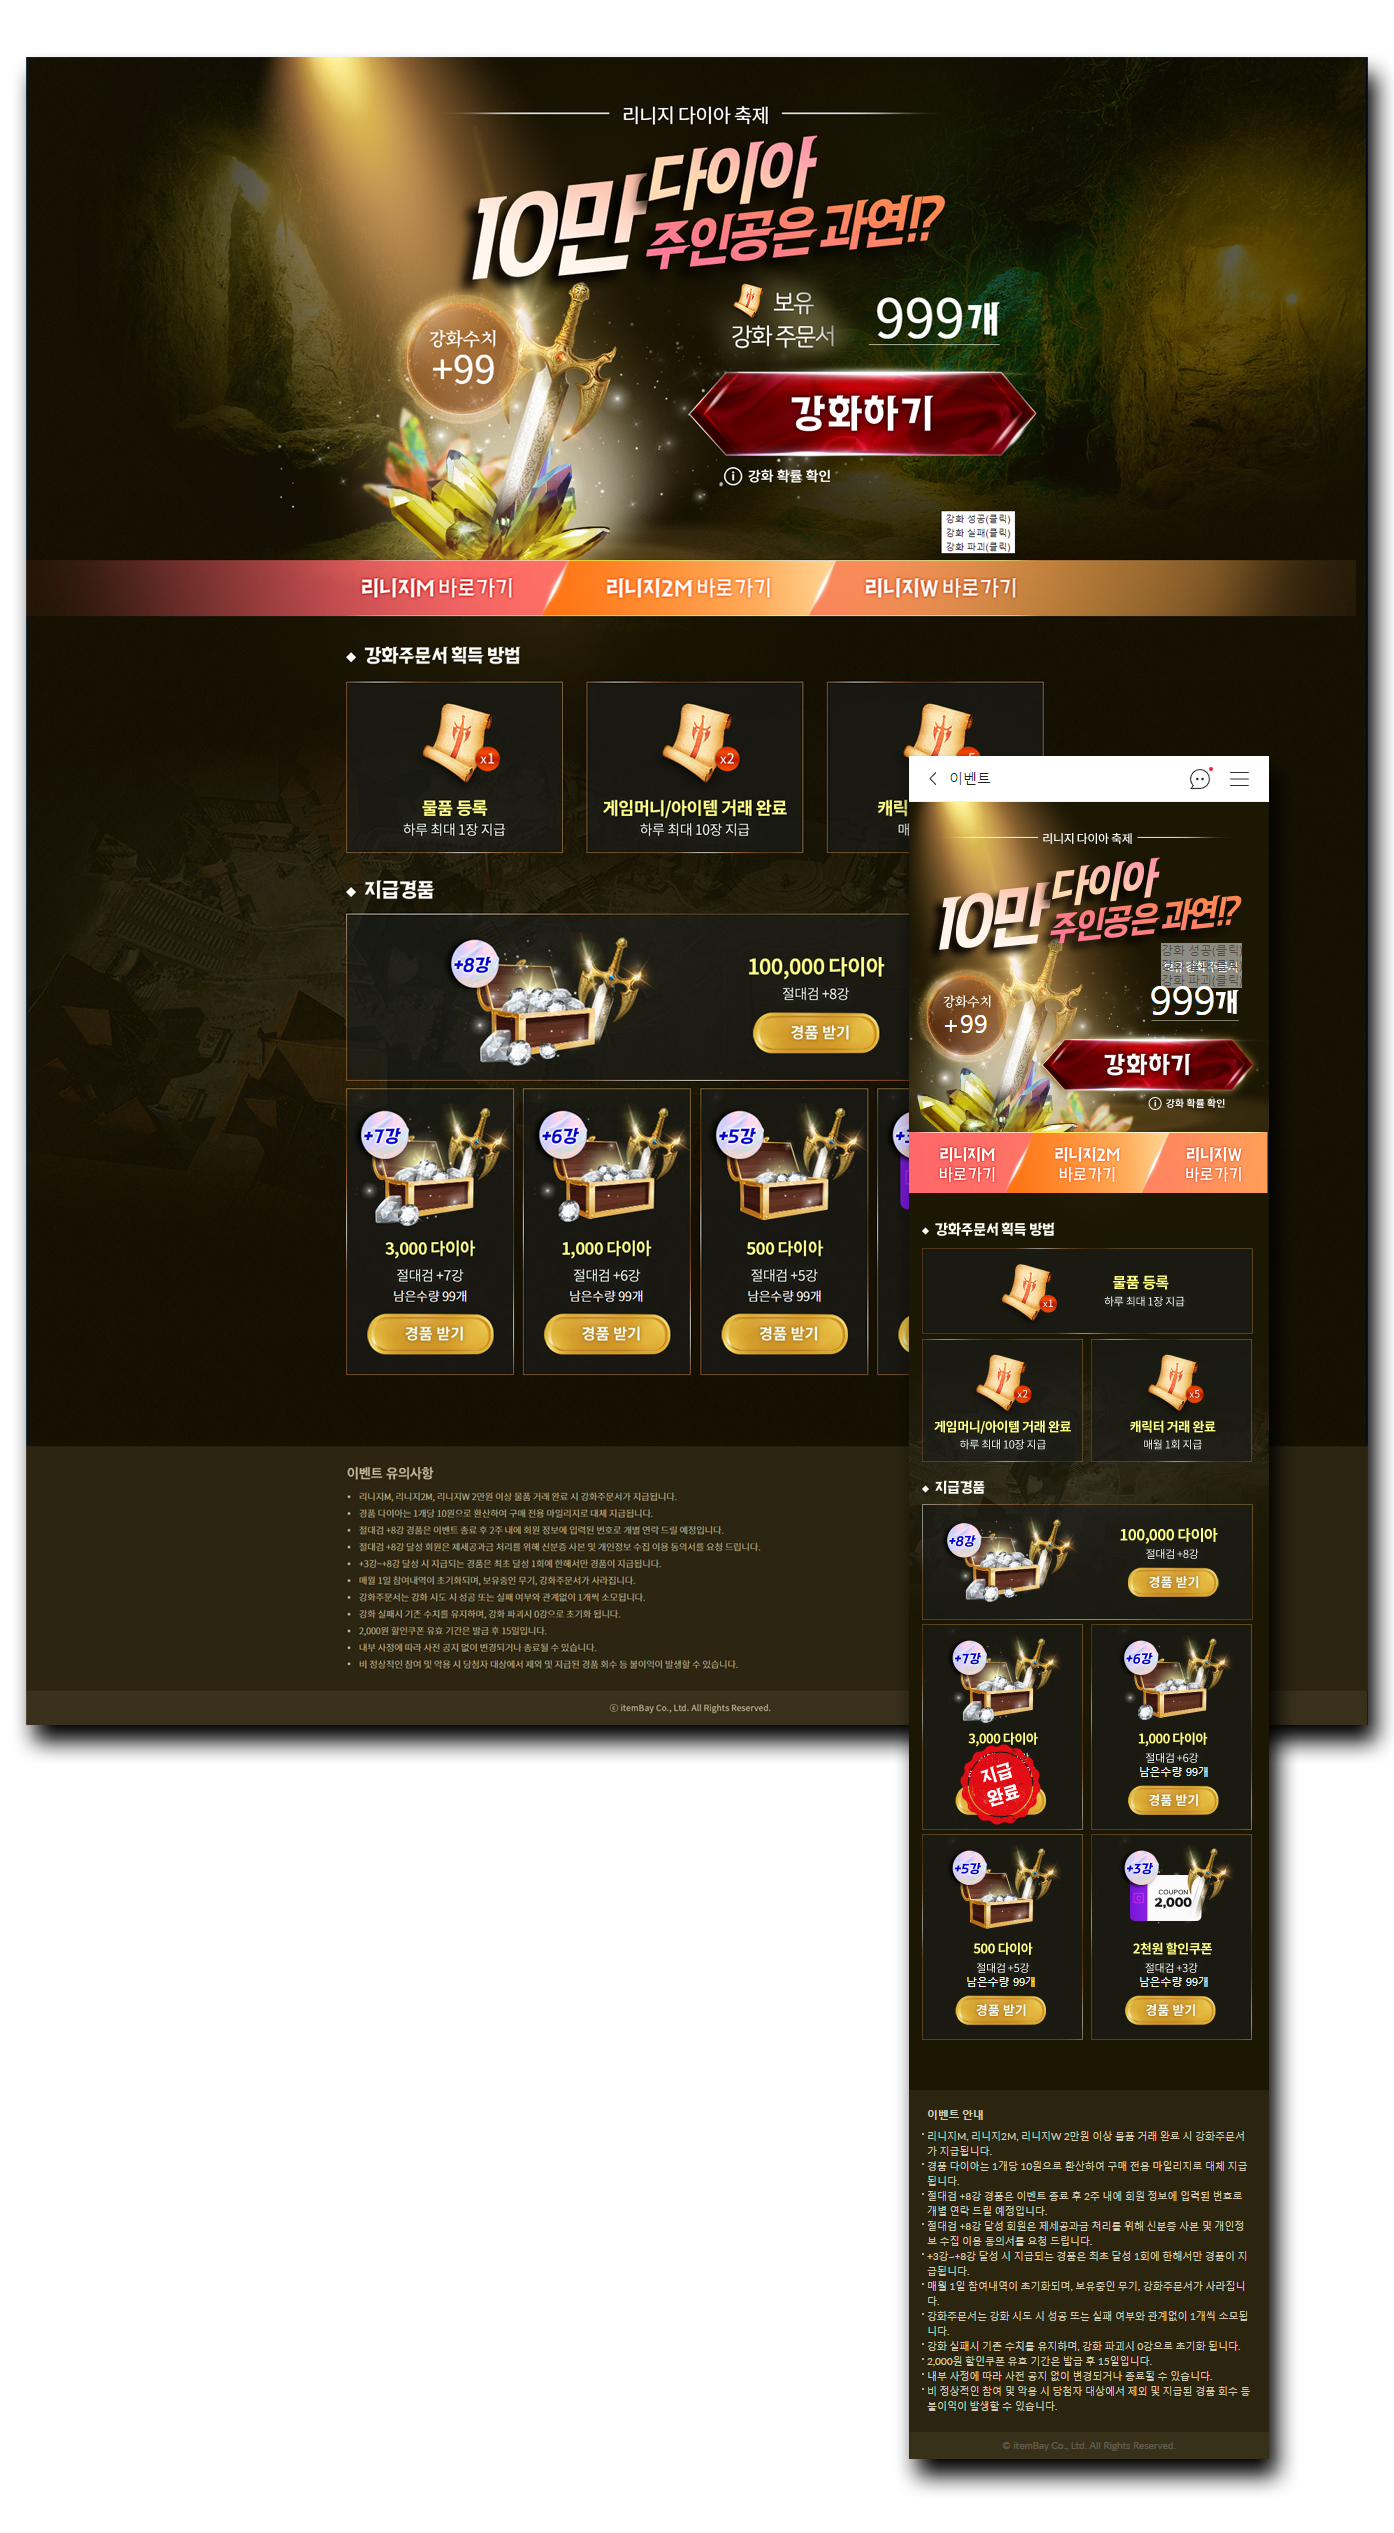 리니지 다이아 축제
10만 다이아
주인공은 과연!?
강화수치
+99
보유
강화 주문서
999개
강화하기
강화 확률 확인
강화 성공(클릭)
강화 실패(클릭)
강화 파괴(클릭)
리니지M 바로가기
리니지2M 바로가기
리니지W 바로가기
강화주문서 획득 방법
x1
물품 등록
하루 최대 1장 지급
x2
게임머니/아이템 거래 완료
하루 최대 10장 지급
캐릭
매
지급경품
+8강
100,000 다이아
절대검 +8강
경품 받기
+7강
3,000 다이아
절대검 +7강
남은수량 99개
경품 받기
+6강
1,000 다이아
절대검 +6강
남은수량 99개
경품 받기
+5강
500 다이아
절대검 +5강
남은수량 99개
경품 받기
이벤트 유의사항
• 리니지M, 리니지2M, 리니지W 2만원 이상 물품 거래 완료 시 강화주문서가 지급됩니다.
• 경품 다이아는 1개당 10원으로 환산하여 구매 전용 마일리지로 대체 지급됩니다.
• 절대검 +8강 경품은 이벤트 종료 후 2주 내에 회원 정보에 입력된 번호로 개별 연락 드릴 예정입니다.
• 절대검 +8강 달성 회원은 제세공과금 처리를 위해 신분증 사본 및 개인정보 수집 이용 동의서를 요청 드립니다.
• +3강~+8강 달성 시 지급되는 경품은 최초 달성 1회에 한해서만 경품이 지급됩니다.
• 매월 1일 참여내역이 초기화되며, 보유중인 무기, 강화주문서가 사라집니다.
• 강화주문서는 강화 시도 시 성공 또는 실패 여부와 관계없이 1개씩 소모됩니다.
• 강화 실패시 기존 수치를 유지하며, 강화 파괴시 0강으로 초기화 됩니다.
• 2,000원 할인쿠폰 유효 기간은 발급 후 15일입니다.
• 내부 사정에 따라 사전 공지 없이 변경되거나 종료될 수 있습니다.
• 비 정상적인 참여 및 악용 시 당첨자 대상에서 제외 및 지급된 경품 회수 등 불이익이 발생할 수 있습니다.
ⓒ itemBay Co., Ltd. All Rights Reserved.
이벤트
리니지 다이아 축제
10만 다이아
주인공은 과연!?
강화 성공(클릭)
강화 파괴(클릭)
999개
강화수치
+99
강화하기
강화 확률 확인
리니지M
바로가기
리니지2M
바로가기
리니지W
바로가기
강화주문서 획득 방법
x1
물품 등록
하루 최대 1장 지급
x2
게임머니/아이템 거래 완료
하루 최대 10장 지급
x5
캐릭터 거래 완료
매월 1회 지급
지급경품
+8강
100,000 다이아
절대검 +8강
경품 받기
+7강
3,000 다이아
지급
완료
+6강
1,000 다이아
절대검 +6강
남은수량 99개
경품 받기
+5강
500 다이아
절대검 +5강
남은수량 99개
경품 받기
+3강
COUPON
2,000
2천원 할인쿠폰
절대검 +3강
남은수량 99개
경품 받기
이벤트 안내
• 리니지M, 리니지2M, 리니지W 2만원 이상 물품 거래 완료 시 강화주문서
가 지급됩니다.
• 경품 다이아는 1개당 10원으로 환산하여 구매 전용 마일리지로 대체 지급
됩니다.
• 절대검 +8강 경품은 이벤트 종료 후 2주 내에 회원 정보에 입력된 번호로
개별 연락 드릴 예정입니다.
• 절대검 +8강 달성 회원은 제세공과금 처리를 위해 신분증 사본 및 개인정
보 수집 이용 동의서를 요청 드립니다.
• +3강~+8강 달성 시 지급되는 경품은 최초 달성 1회에 한해서만 경품이 지
급됩니다.
• 매월 1일 참여내역이 초기화되며, 보유중인 무기, 강화주문서가 사라집니
다.
• 강화주문서는 강화 시도 시 성공 또는 실패 여부와 관계없이 1개씩 소모됩
니다.
• 강화 실패시 기존 수치를 유지하며, 강화 파괴시 0강으로 초기화 됩니다.
• 2,000원 할인쿠폰 유효 기간은 발급 후 15일입니다.
• 내부 사정에 따라 사전 공지 없이 변경되거나 종료될 수 있습니다.
• 비 정상적인 참여 및 악용 시 당첨자 대상에서 제외 및 지급된 경품 회수 등
불이익이 발생할 수 있습니다.
© itemBay Co., Ltd. All Rights Reserved.